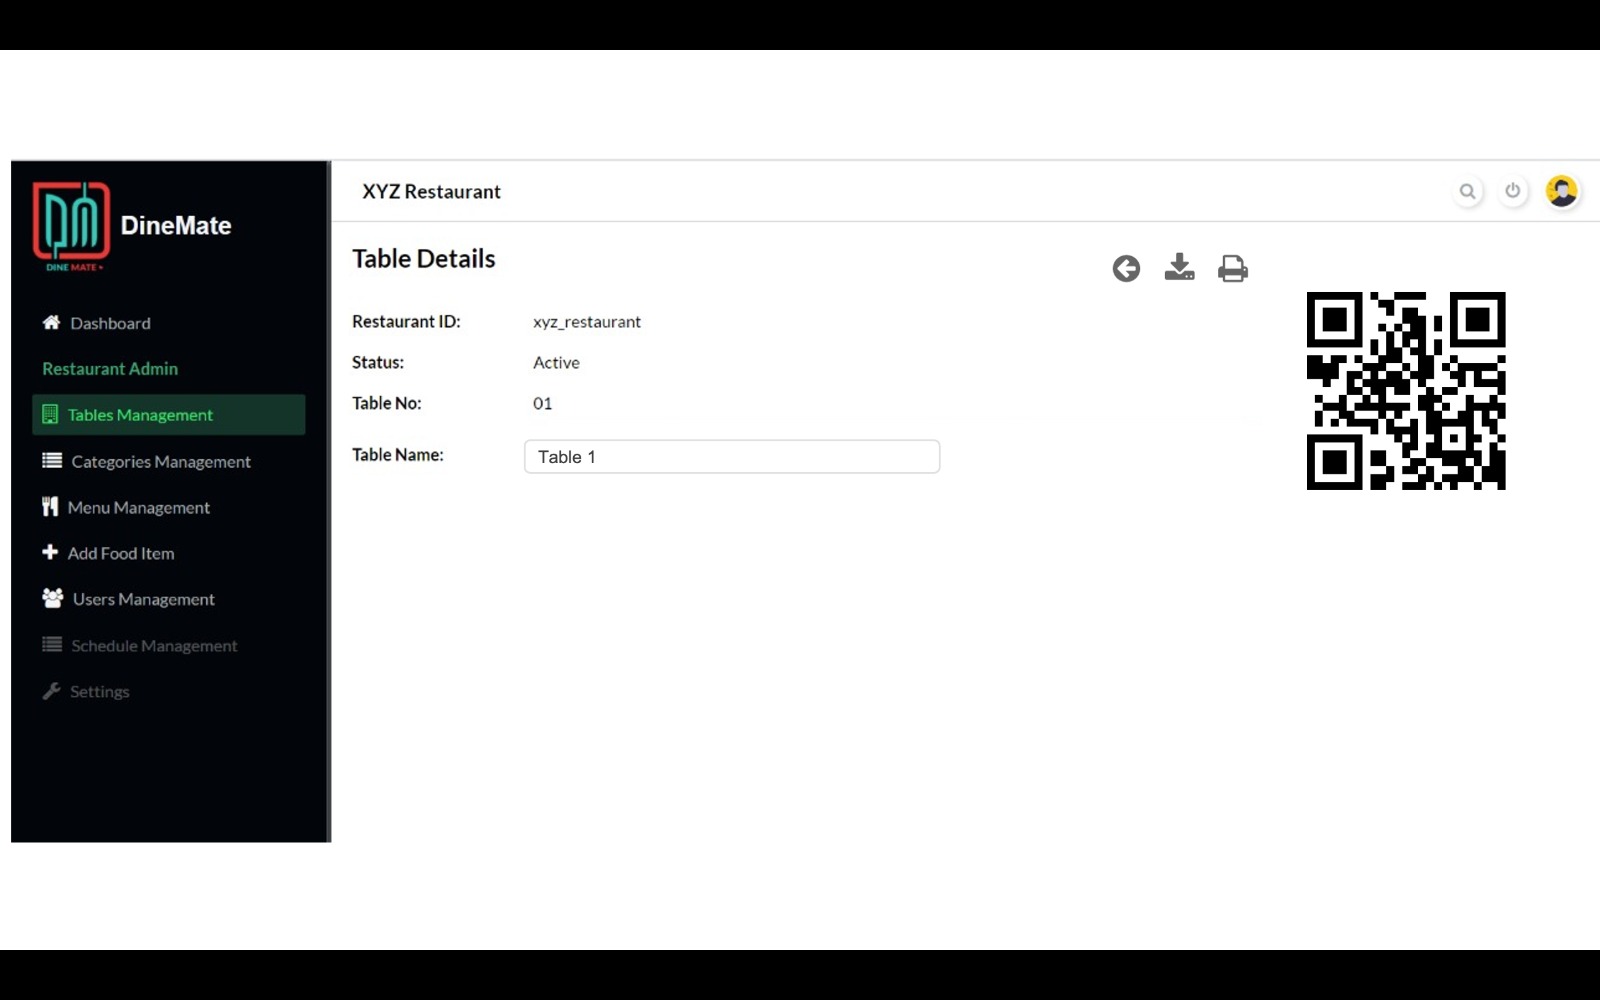 DineMate
DINE MATE
Dashboard
Restaurant Admin
Tables Management
Categories Management
Menu Management
Add Food Item
Users Management
Schedule Management
Settings
XYZ Restaurant
Table Details
Restaurant ID: xyz_restaurant
Status: Active
Table No: 01
Table Name: Table 1